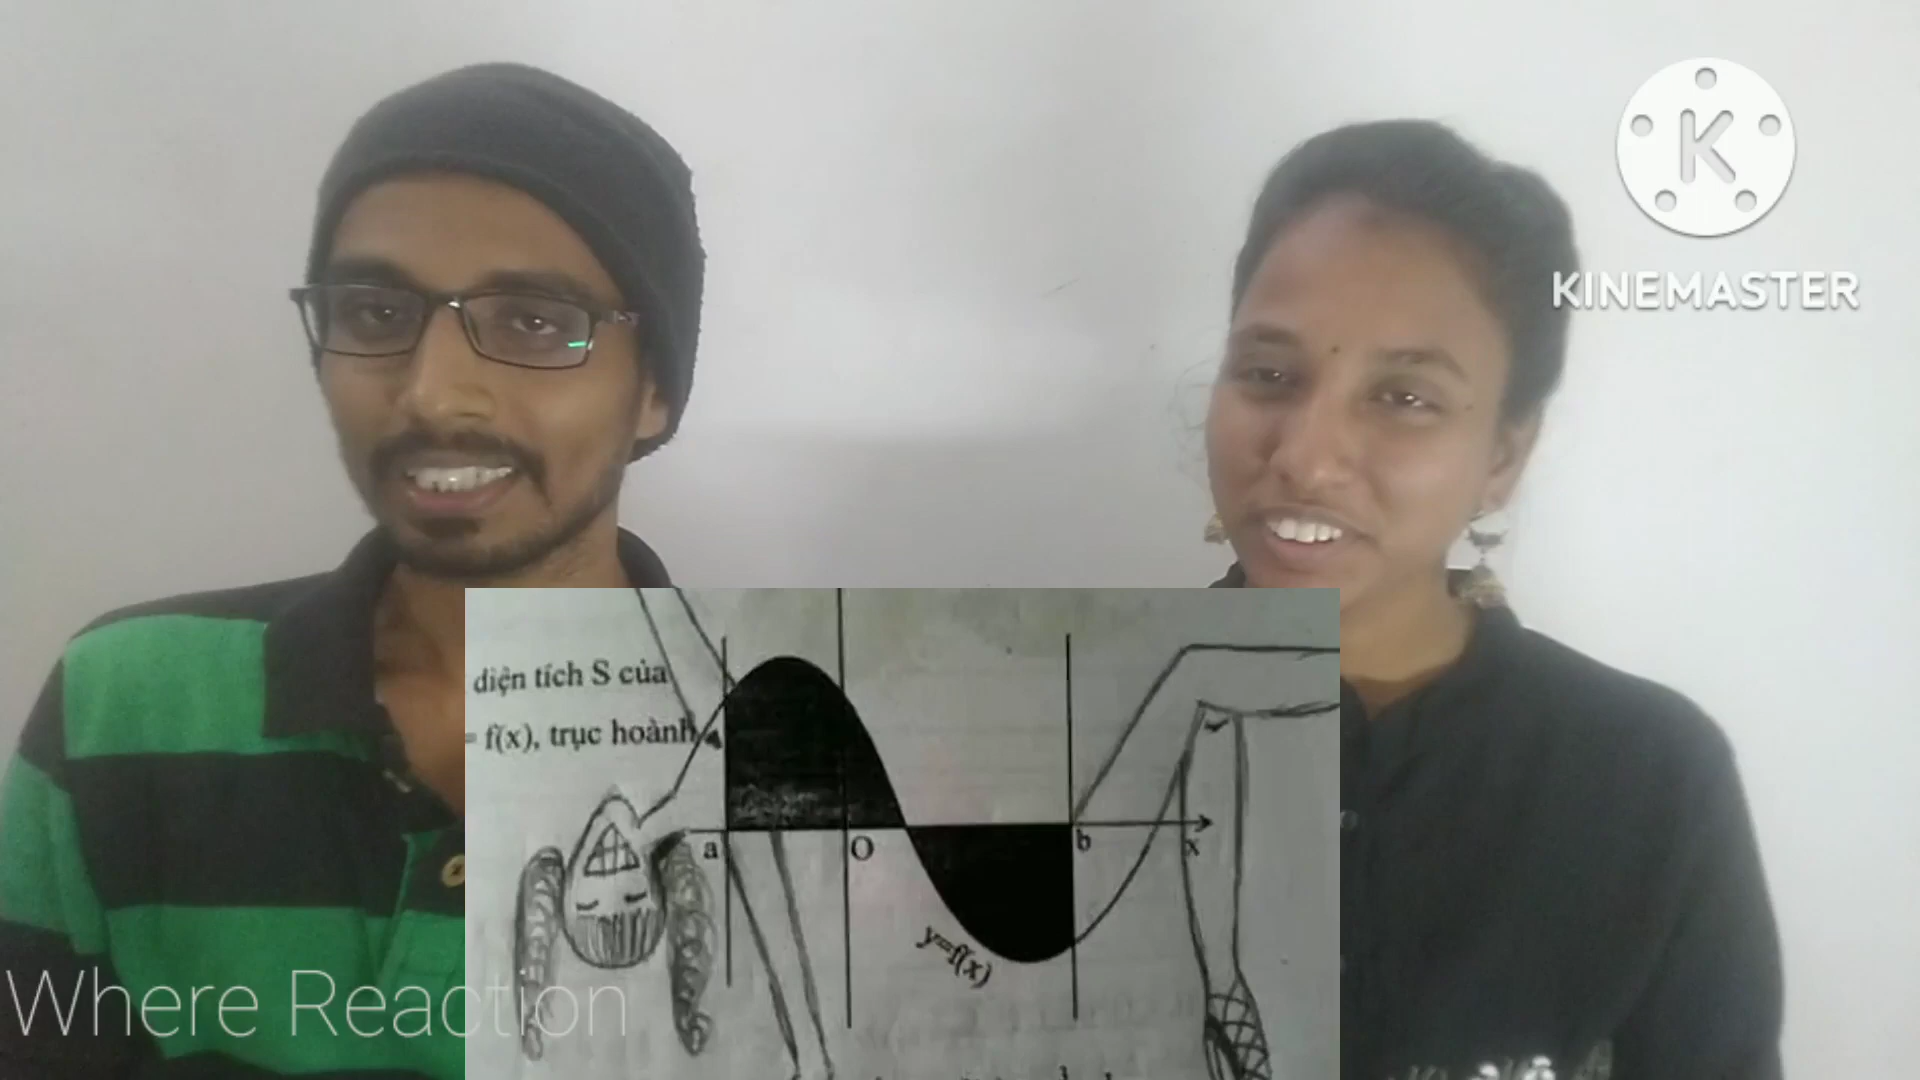 K
KINEMASTER
diện tích S của
= f(x), trục hoành
a
O
b
x
y=f(x)
Where Reaction